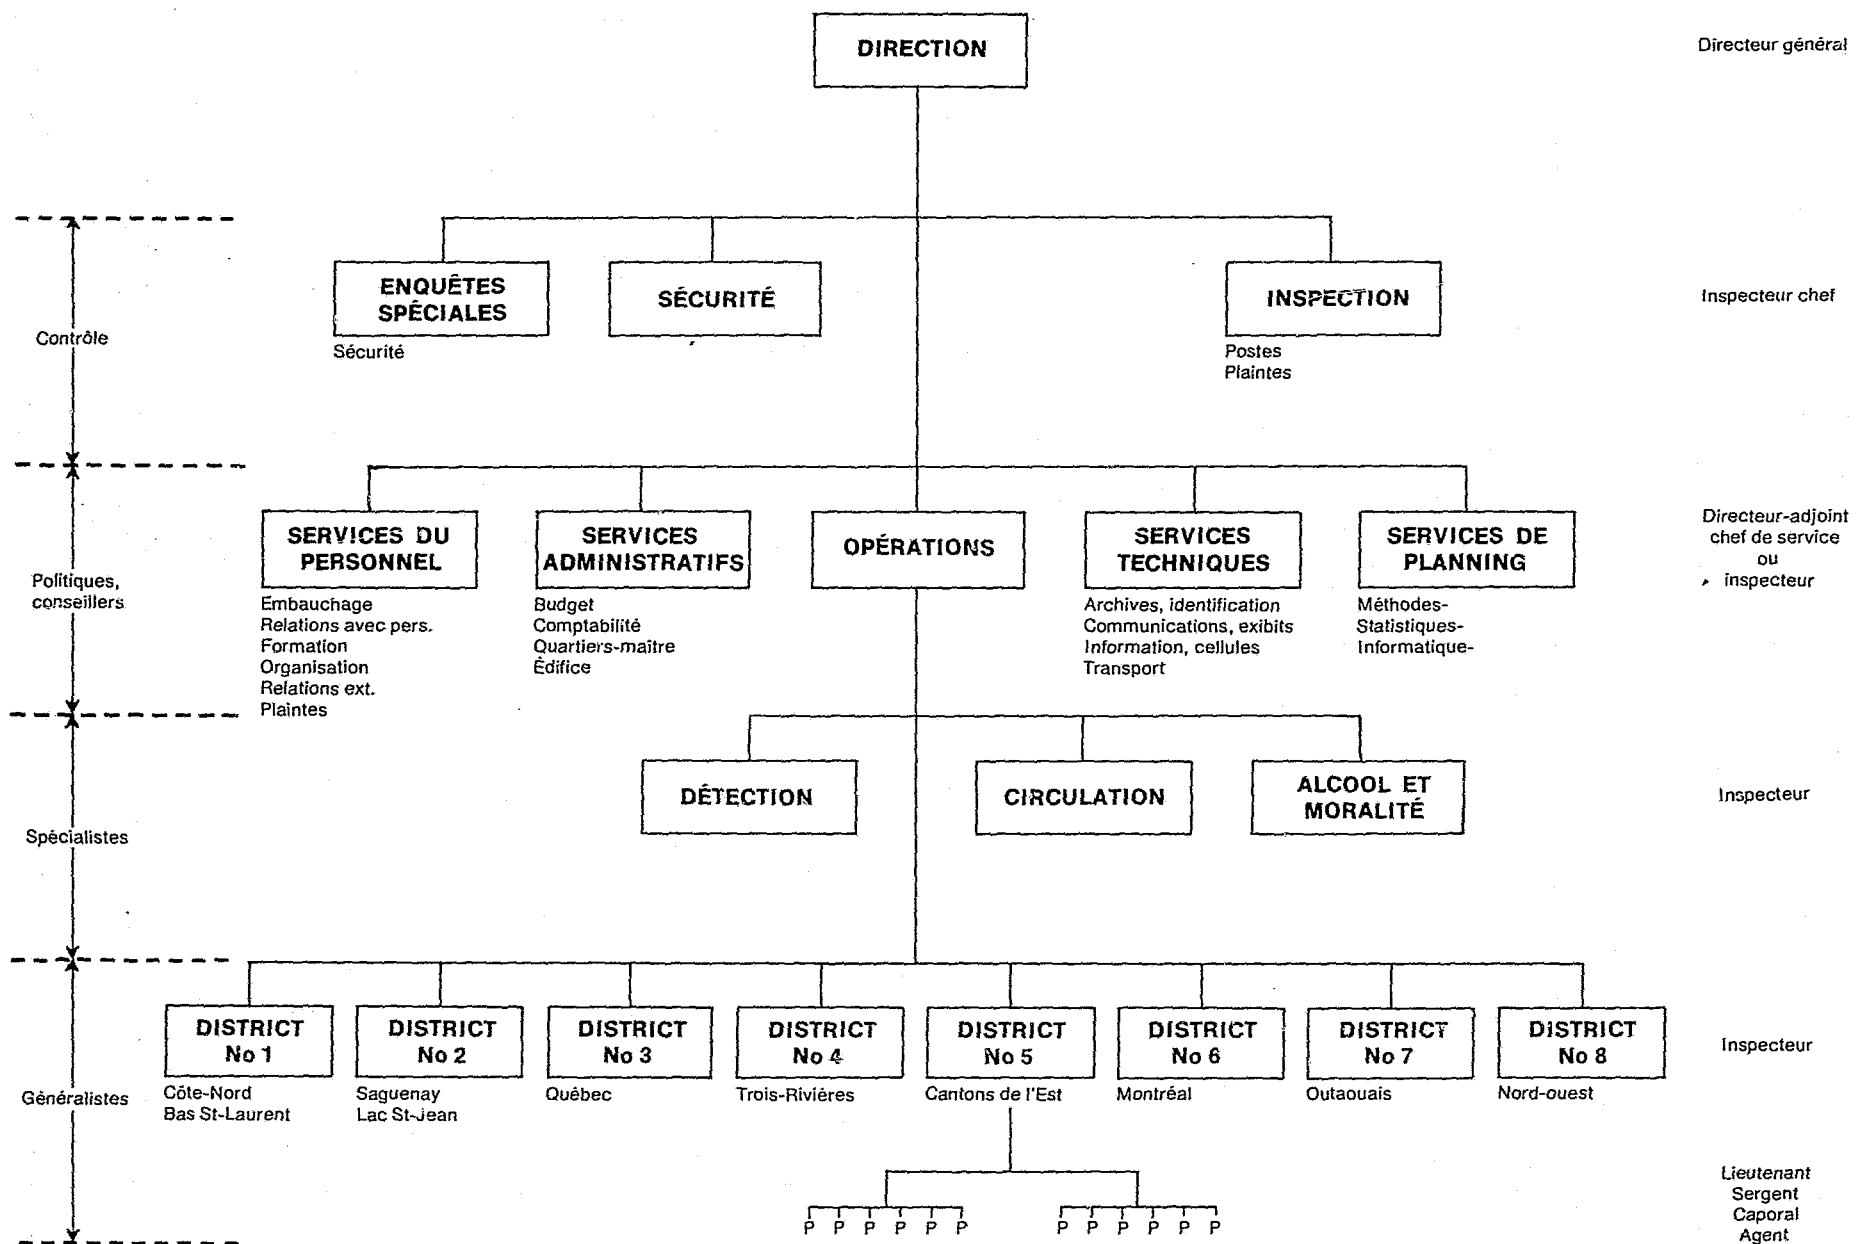 DIRECTION
Directeur général
Contrôle
ENQUÊTES
SPÉCIALES
Sécurité
SÉCURITÉ
INSPECTION
Postes
Plaintes
Inspecteur chef
Politiques,
conseillers
SERVICES DU
PERSONNEL
Embauchage
Relations avec pers.
Formation
Organisation
Relations ext.
Plaintes
SERVICES
ADMINISTRATIFS
Budget
Comptabilité
Quartiers-maître
Édifice
OPÉRATIONS
SERVICES
TECHNIQUES
Archives, identification
Communications, exibits
Information, cellules
Transport
SERVICES DE
PLANNING
Méthodes-
Statistiques-
Informatique-
Directeur-adjoint
chef de service
ou
inspecteur
Spécialistes
DÉTECTION
CIRCULATION
ALCOOL ET
MORALITÉ
Inspecteur
Généralistes
DISTRICT
No 1
Côte-Nord
Bas St-Laurent
DISTRICT
No 2
Saguenay
Lac St-Jean
DISTRICT
No 3
Québec
DISTRICT
No 4
Trois-Rivières
DISTRICT
No 5
Cantons de l'Est
DISTRICT
No 6
Montréal
DISTRICT
No 7
Outaouais
DISTRICT
No 8
Nord-ouest
Inspecteur
P P P P P P
P P P P P P
Lieutenant
Sergent
Caporal
Agent